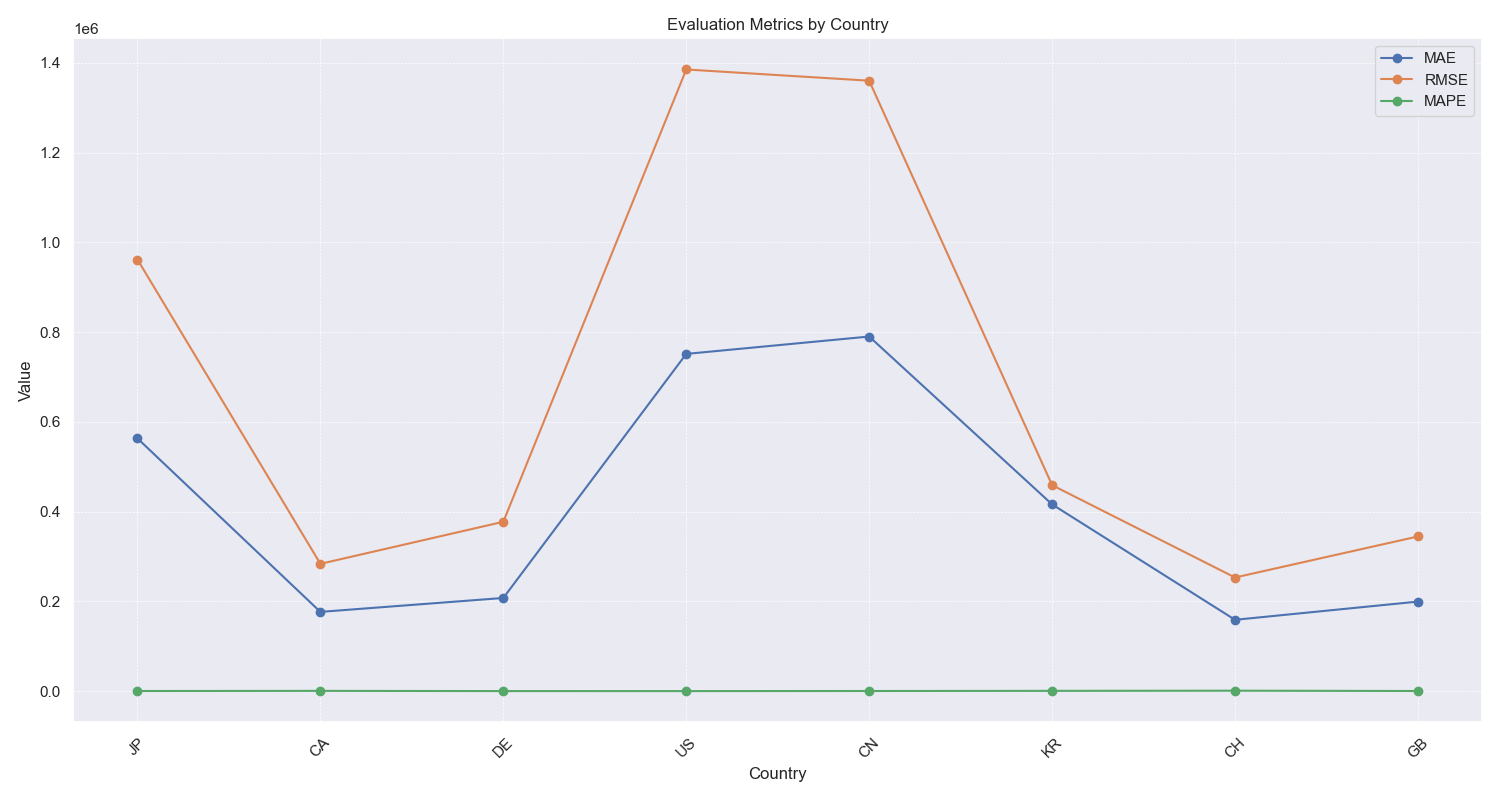 Evaluation Metrics by Country
1e6
MAE
RMSE
MAPE
1.4
1.2
1.0
0.8
0.6
0.4
0.2
0.0
Value
JP
CA
DE
US
CN
KR
CH
GB
Country